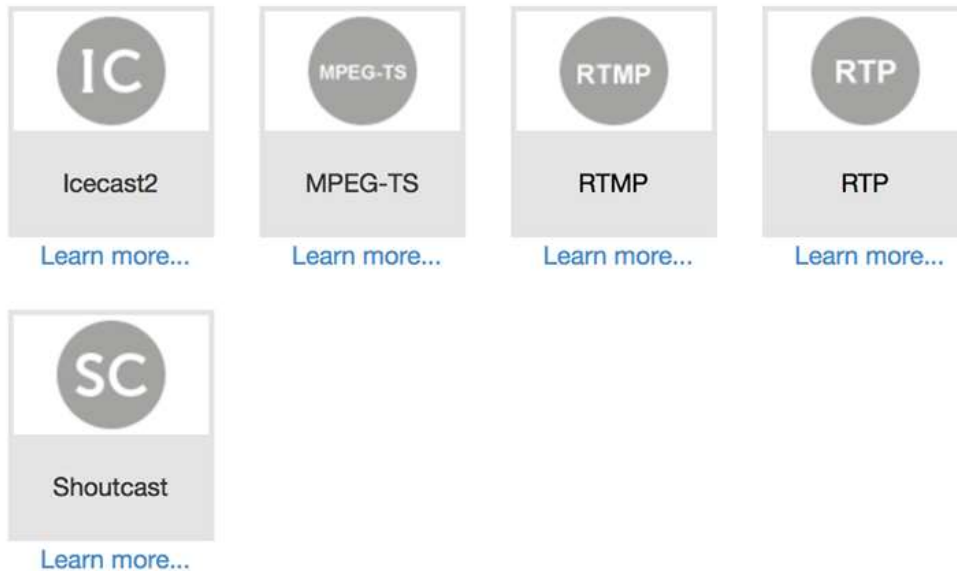 IC MPEG-TS RTMP RTP
Icecast2 MPEG-TS RTMP RTP
Learn more... Learn more... Learn more... Learn more...
SC
Shoutcast
Learn more...